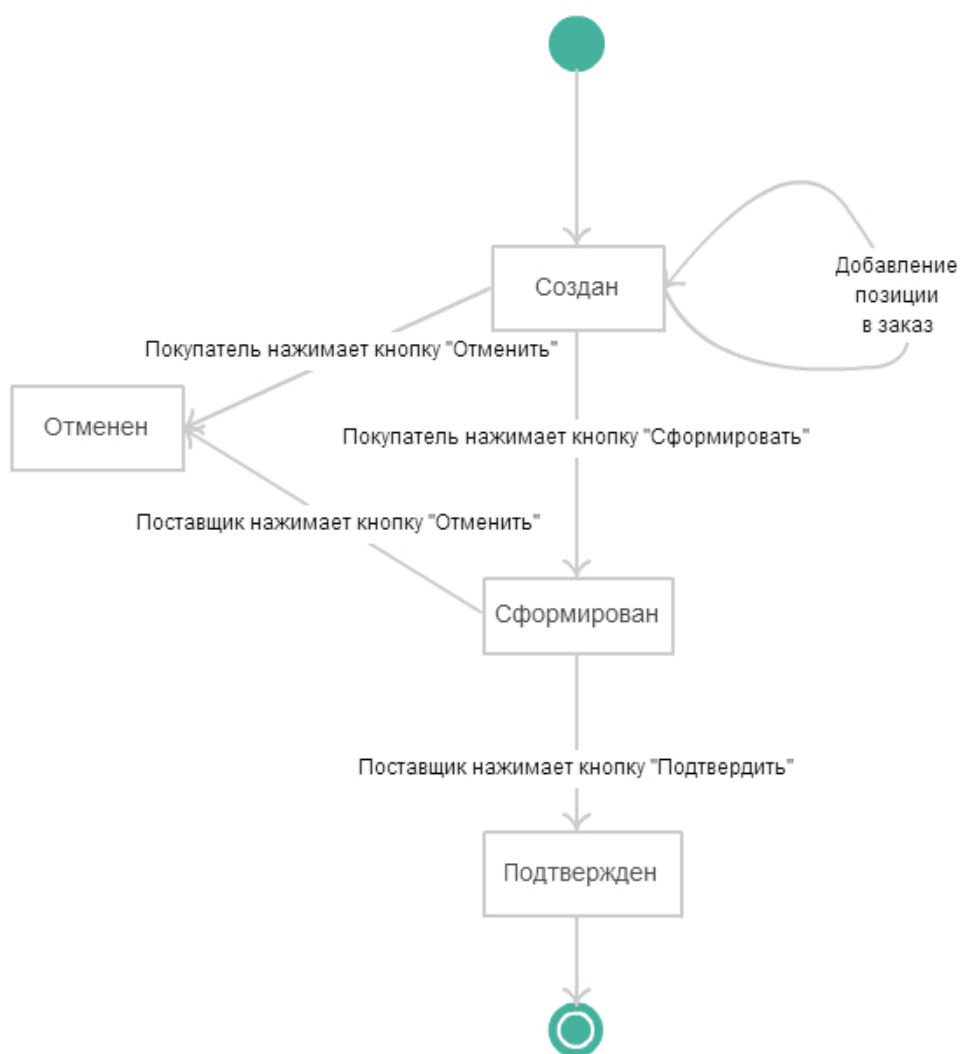 Создан
Добавление
позиции
в заказ
Покупатель нажимает кнопку "Отменить"
Отменен
Покупатель нажимает кнопку "Сформировать"
Поставщик нажимает кнопку "Отменить"
Сформирован
Поставщик нажимает кнопку "Подтвердить"
Подтвержден